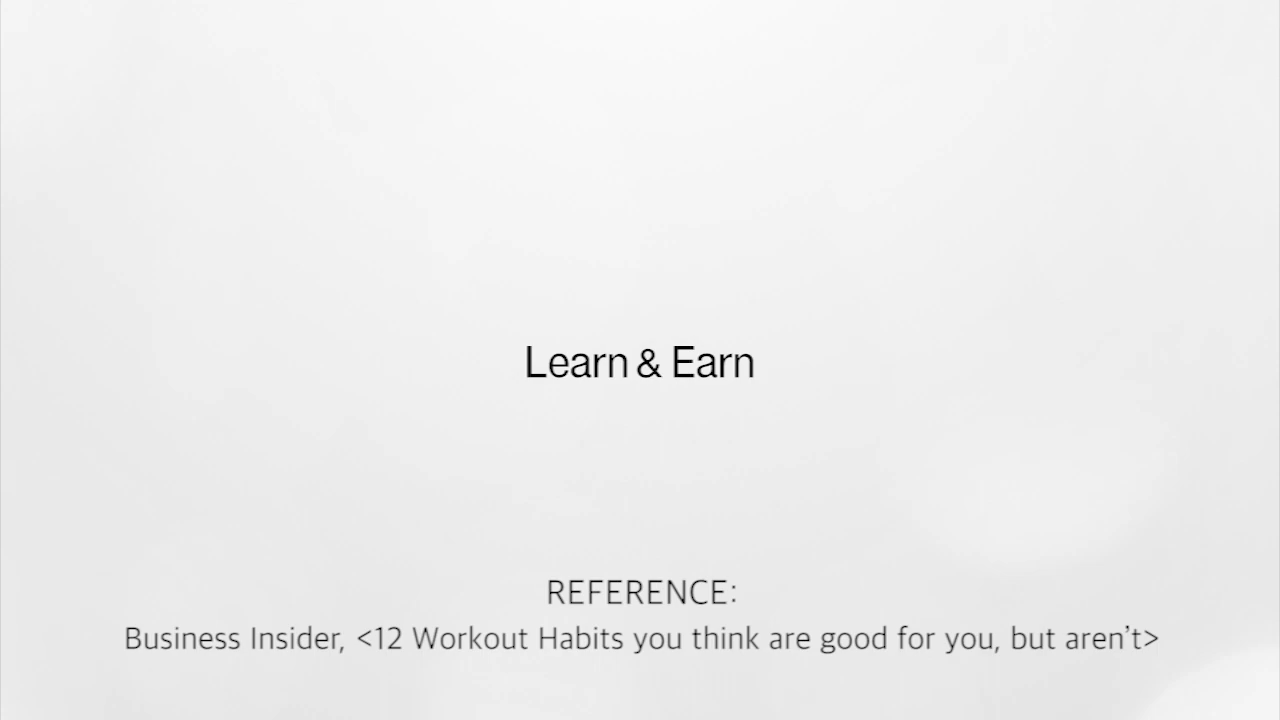 Learn & Earn
REFERENCE:
Business Insider, <12 Workout Habits you think are good for you, but aren’t>